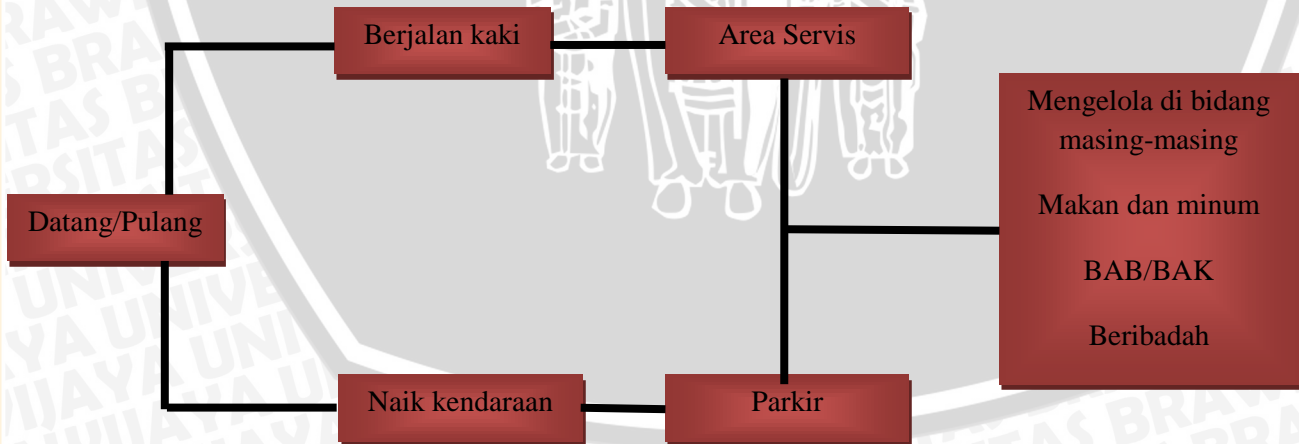 Berjalan kaki
Area Servis
Mengelola di bidang
masing-masing
Makan dan minum
BAB/BAK
Beribadah
Datang/Pulang
Naik kendaraan
Parkir